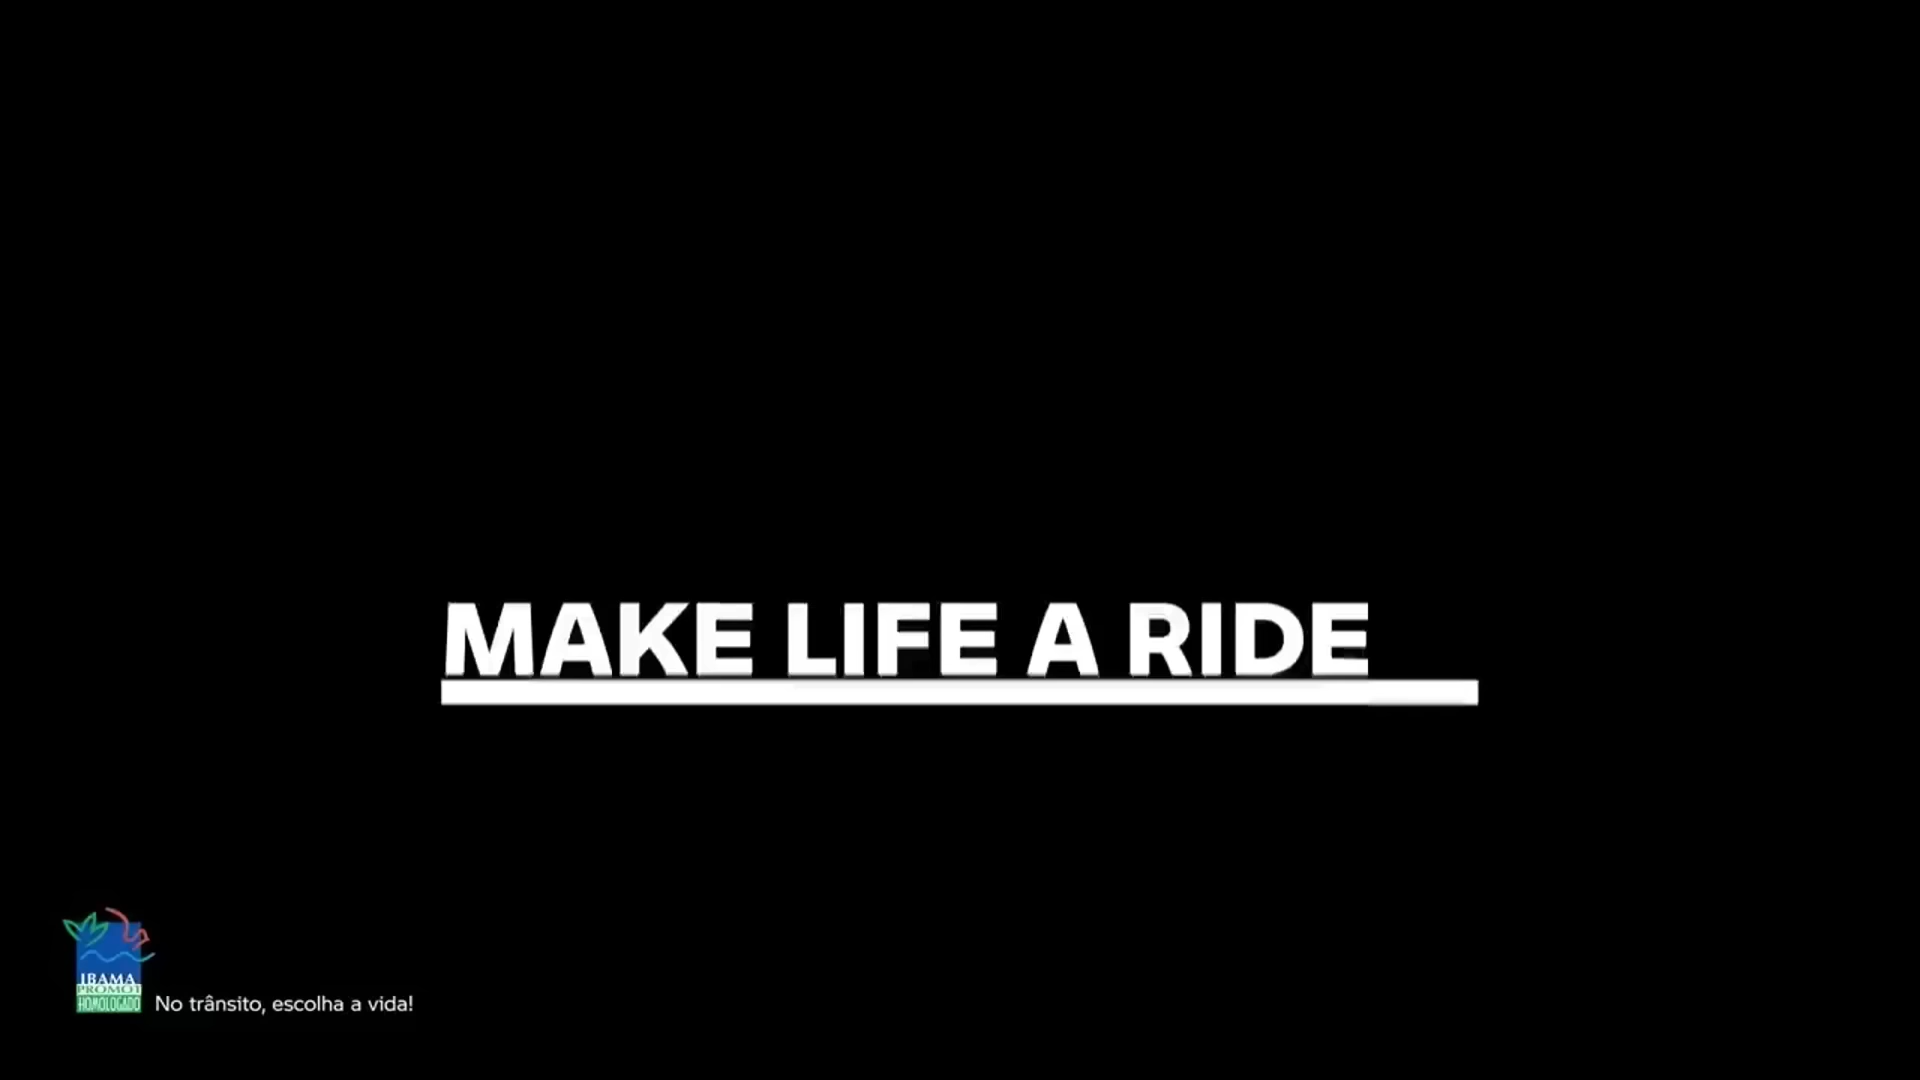 MAKE LIFE A RIDE
IBAMA
PROMOT
HOMOLOGADO
No trânsito, escolha a vida!